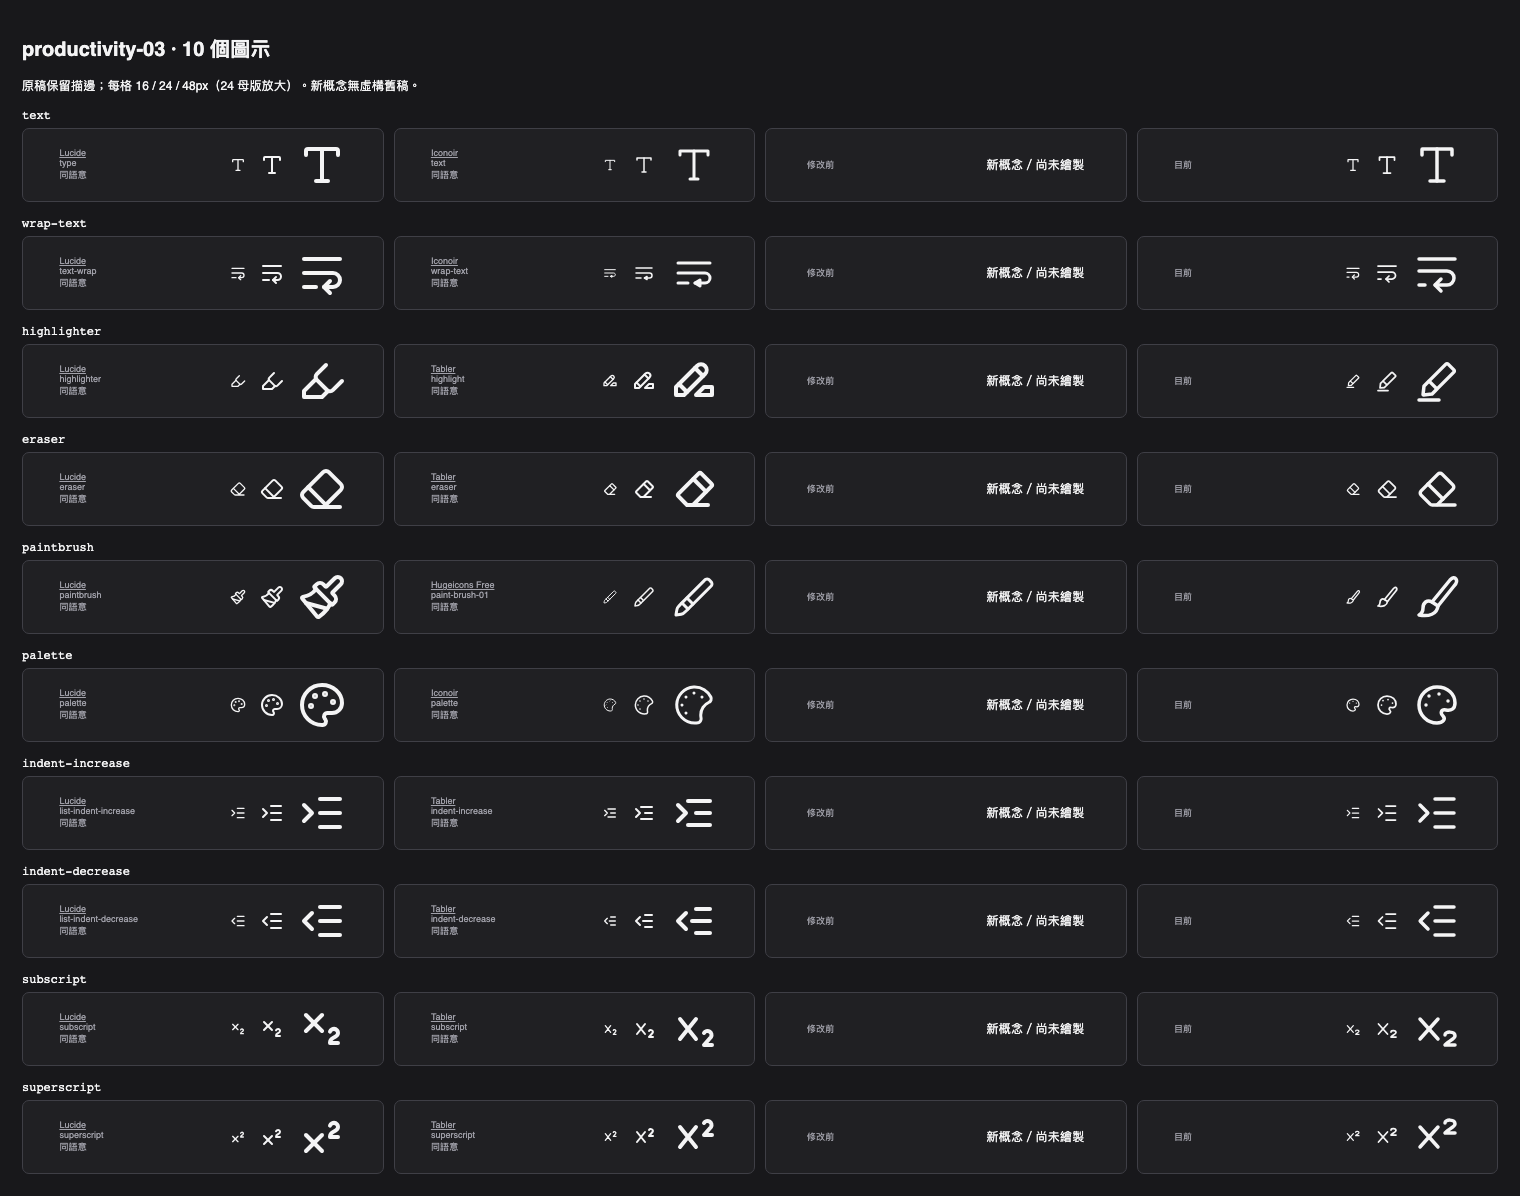 productivity-03 · 10 個圖示
原稿保留描邊；每格 16 / 24 / 48px（24 母版放大）。新概念無虛構舊稿。
text
Lucide
type
同語意
Iconoir
text
同語意
修改前
新概念 / 尚未繪製
目前
wrap-text
Lucide
text-wrap
同語意
Iconoir
wrap-text
同語意
修改前
新概念 / 尚未繪製
目前
highlighter
Lucide
highlighter
同語意
Tabler
highlight
同語意
修改前
新概念 / 尚未繪製
目前
eraser
Lucide
eraser
同語意
Tabler
eraser
同語意
修改前
新概念 / 尚未繪製
目前
paintbrush
Lucide
paintbrush
同語意
Hugeicons Free
paint-brush-01
同語意
修改前
新概念 / 尚未繪製
目前
palette
Lucide
palette
同語意
Iconoir
palette
同語意
修改前
新概念 / 尚未繪製
目前
indent-increase
Lucide
list-indent-increase
同語意
Tabler
indent-increase
同語意
修改前
新概念 / 尚未繪製
目前
indent-decrease
Lucide
list-indent-decrease
同語意
Tabler
indent-decrease
同語意
修改前
新概念 / 尚未繪製
目前
subscript
Lucide
subscript
同語意
Tabler
subscript
同語意
修改前
新概念 / 尚未繪製
目前
superscript
Lucide
superscript
同語意
Tabler
superscript
同語意
修改前
新概念 / 尚未繪製
目前